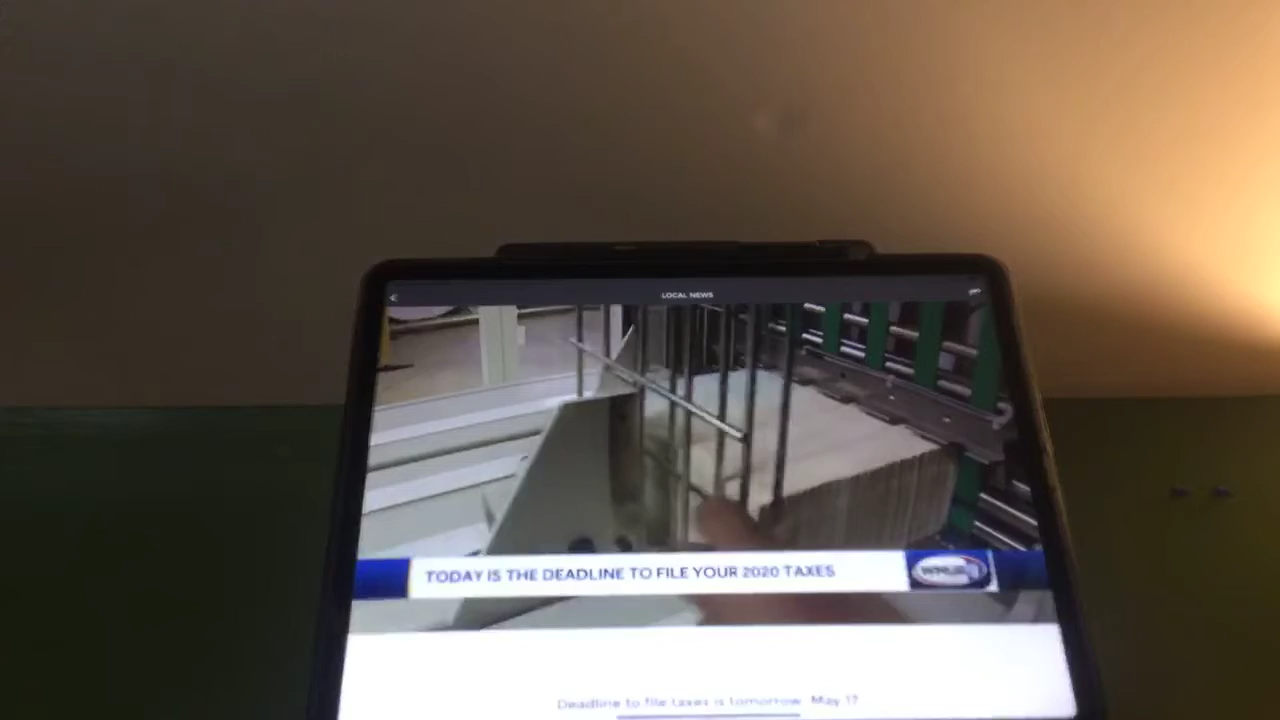 LOCAL NEWS
TODAY IS THE DEADLINE TO FILE YOUR 2020 TAXES
WMUR
Deadline to file taxes is tomorrow, May 17